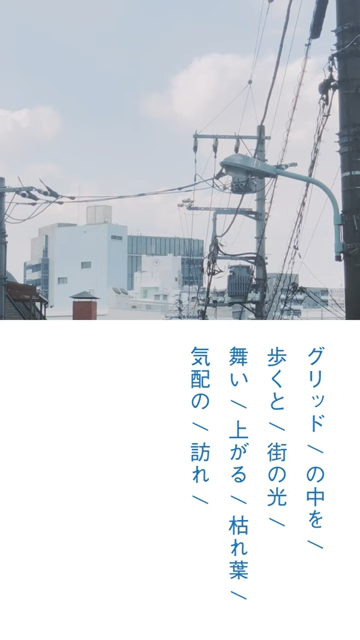 グリッド / の中を /
歩くと / 街の光 /
舞い / 上がる / 枯れ葉 /
気配の / 訪れ /